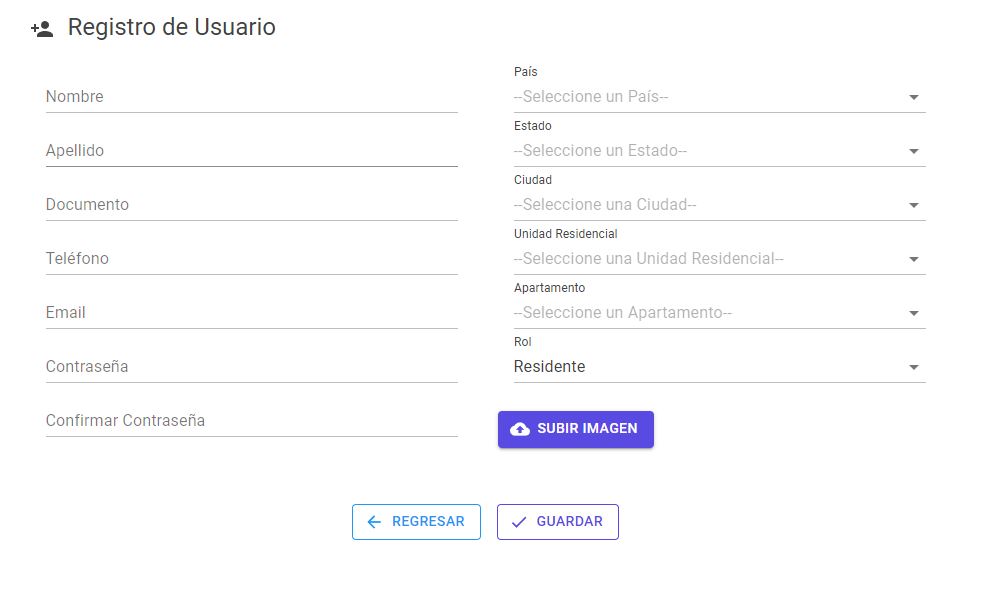 Registro de Usuario
Nombre
Apellido
Documento
Teléfono
Email
Contraseña
Confirmar Contraseña
País
--Seleccione un País--
Estado
--Seleccione un Estado--
Ciudad
--Seleccione una Ciudad--
Unidad Residencial
--Seleccione una Unidad Residencial--
Apartamento
--Seleccione un Apartamento--
Rol
Residente
SUBIR IMAGEN
REGRESAR
GUARDAR